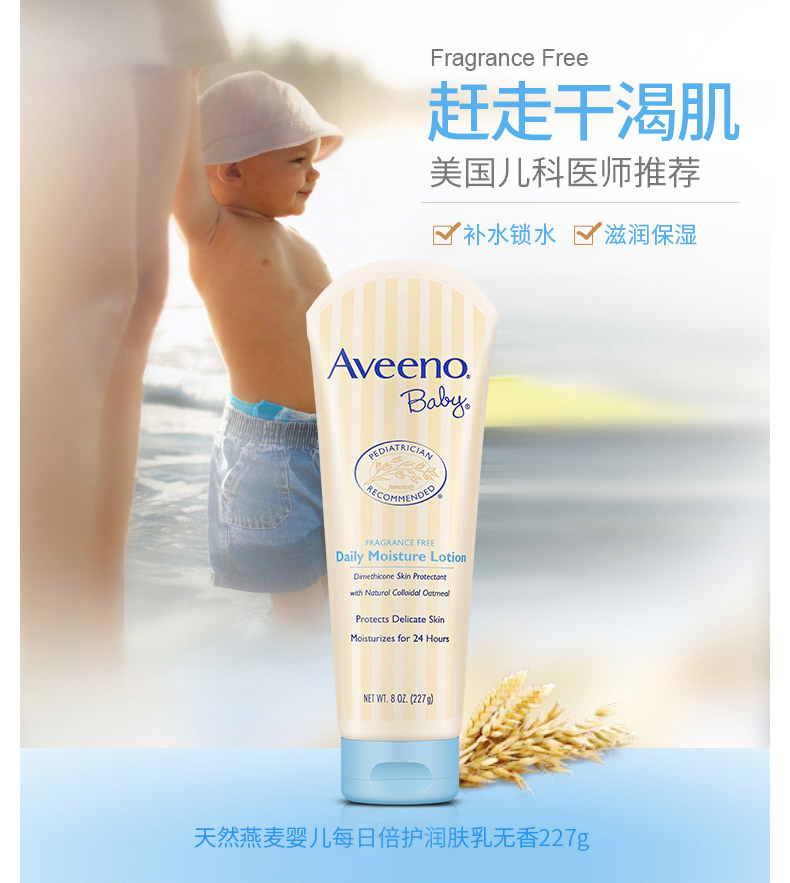 Fragrance Free
赶走干渴肌
美国儿科医师推荐
补水锁水 滋润保湿
Aveeno®
Baby®
PEDIATRICIAN
Aveeno®
RECOMMENDED®
FRAGRANCE FREE
Daily Moisture Lotion
Dimethicone Skin Protectant
with Natural Colloidal Oatmeal
Protects Delicate Skin
Moisturizes for 24 Hours
NET WT. 8 OZ. (227g)
天然燕麦婴儿每日倍护润肤乳无香227g